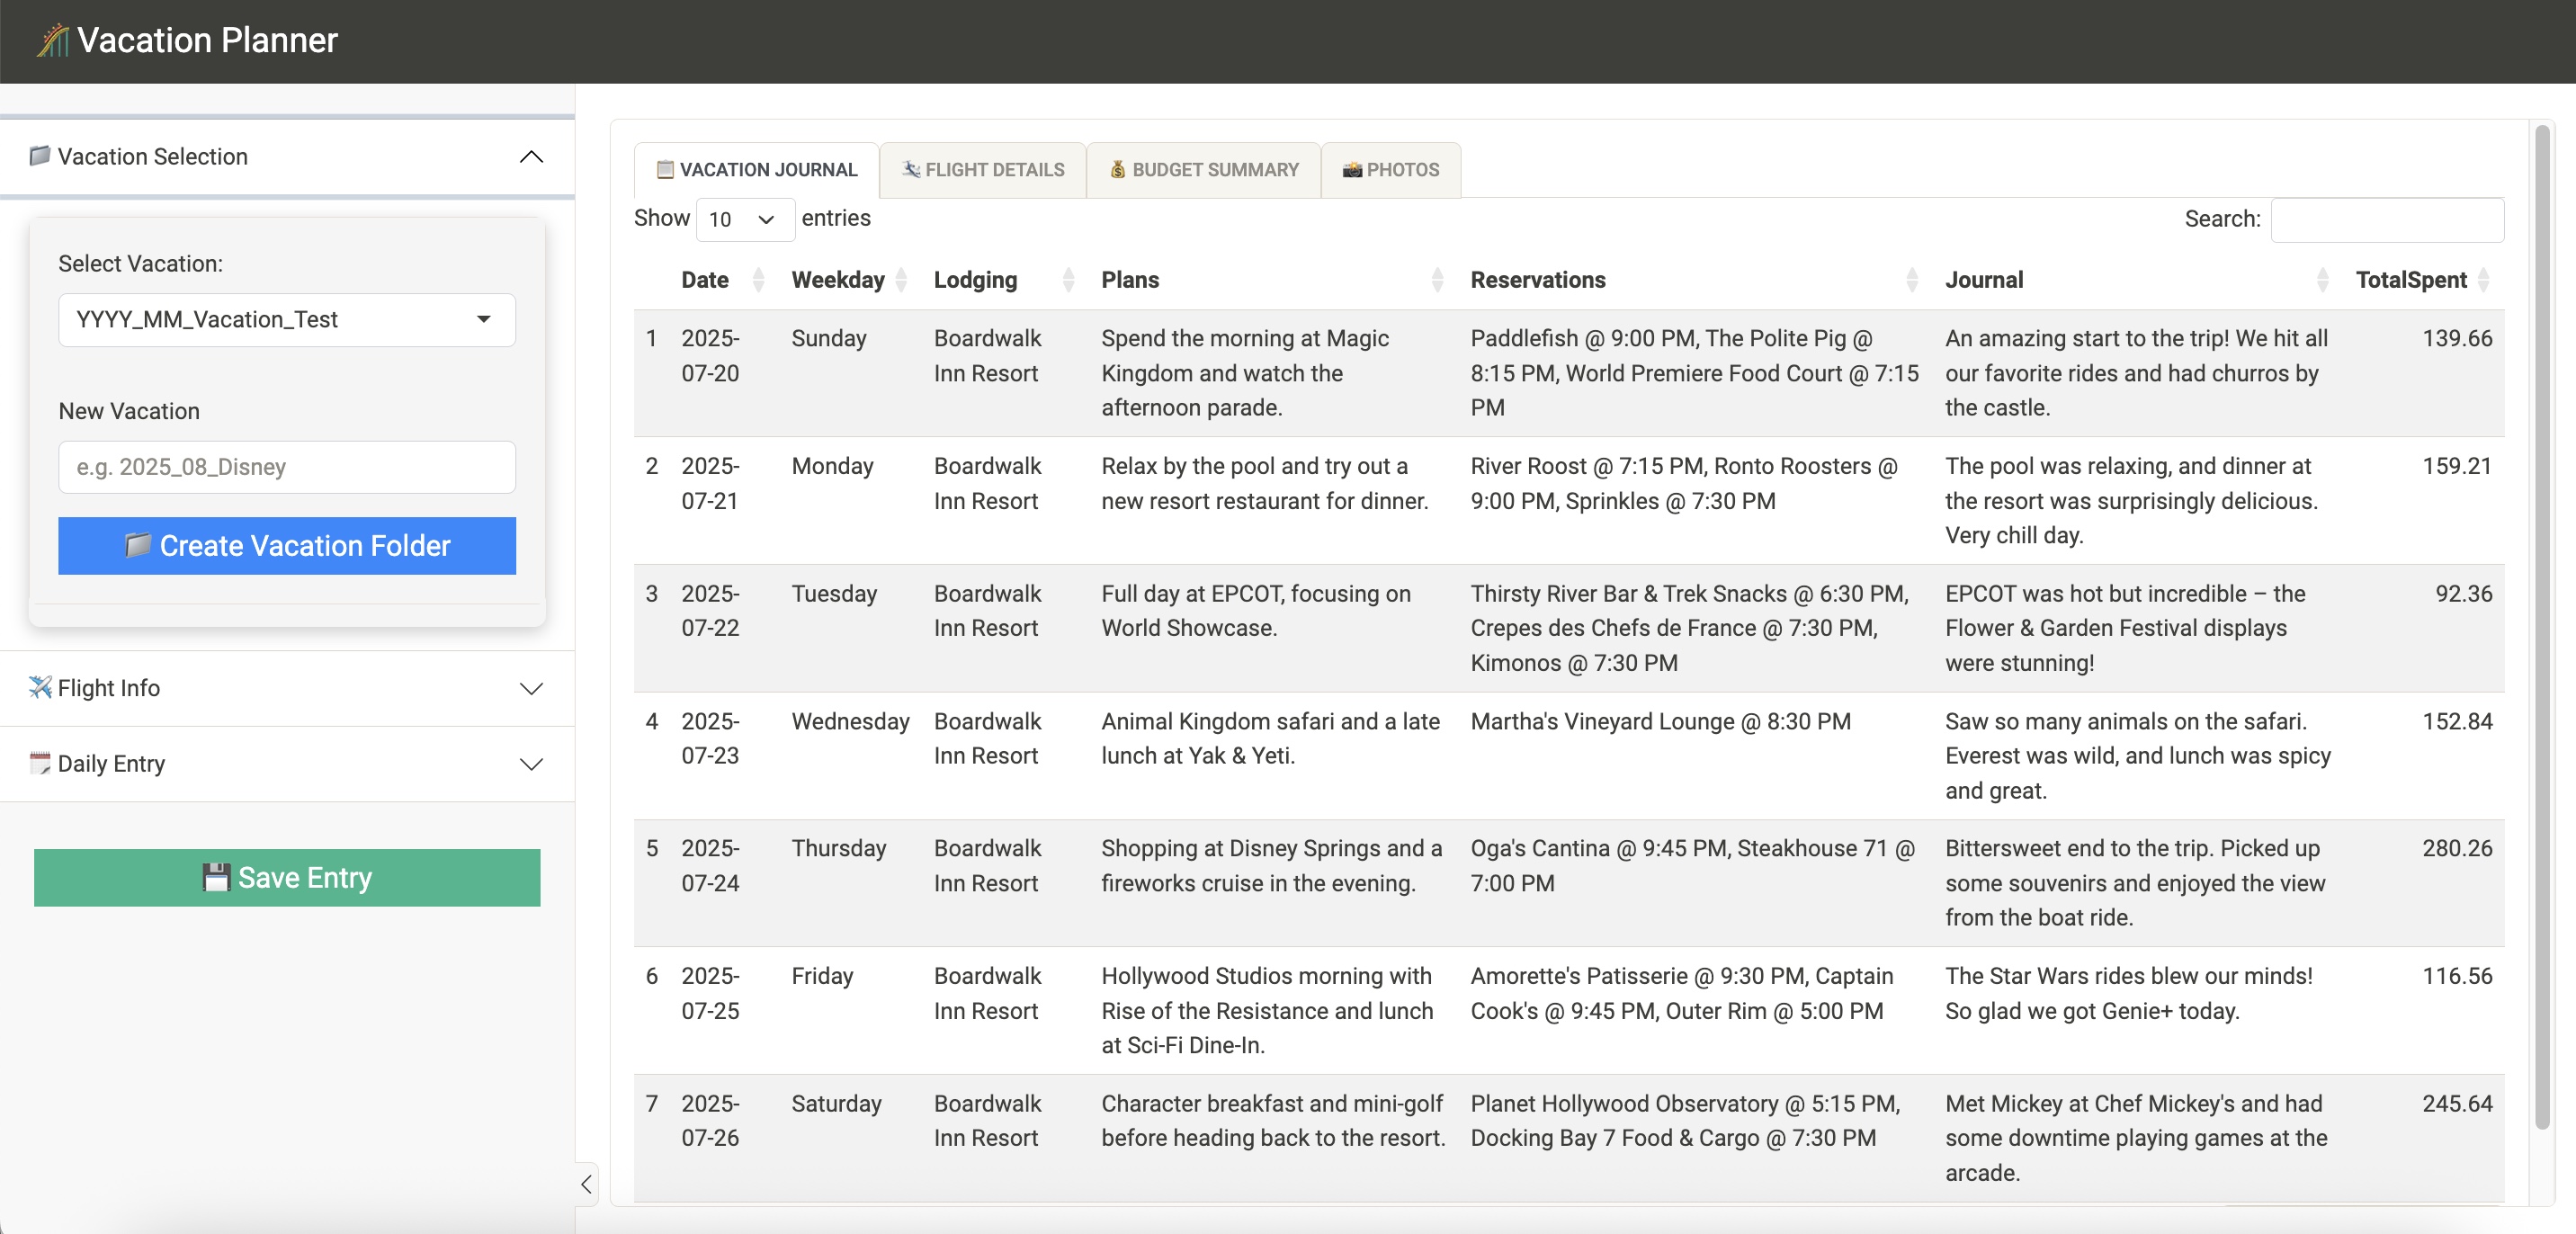 Vacation Planner
Vacation Selection
Select Vacation:
YYYY_MM_Vacation_Test
New Vacation
e.g. 2025_08_Disney
Create Vacation Folder
Flight Info
Daily Entry
Save Entry
VACATION JOURNAL FLIGHT DETAILS BUDGET SUMMARY PHOTOS
Show 10 entries Search:
Date Weekday Lodging Plans Reservations Journal TotalSpent
1 2025- Sunday Boardwalk Spend the morning at Magic Paddlefish @ 9:00 PM, The Polite Pig @ An amazing start to the trip! We hit all 139.66
07-20 Inn Resort Kingdom and watch the 8:15 PM, World Premiere Food Court @ 7:15 our favorite rides and had churros by
afternoon parade. PM the castle.
2 2025- Monday Boardwalk Relax by the pool and try out a River Roost @ 7:15 PM, Ronto Roosters @ The pool was relaxing, and dinner at 159.21
07-21 Inn Resort new resort restaurant for dinner. 9:00 PM, Sprinkles @ 7:30 PM the resort was surprisingly delicious.
Very chill day.
3 2025- Tuesday Boardwalk Full day at EPCOT, focusing on Thirsty River Bar & Trek Snacks @ 6:30 PM, EPCOT was hot but incredible – the 92.36
07-22 Inn Resort World Showcase. Crepes des Chefs de France @ 7:30 PM, Flower & Garden Festival displays
Kimonos @ 7:30 PM were stunning!
4 2025- Wednesday Boardwalk Animal Kingdom safari and a late Martha's Vineyard Lounge @ 8:30 PM Saw so many animals on the safari. 152.84
07-23 Inn Resort lunch at Yak & Yeti. Everest was wild, and lunch was spicy
and great.
5 2025- Thursday Boardwalk Shopping at Disney Springs and a Oga's Cantina @ 9:45 PM, Steakhouse 71 @ Bittersweet end to the trip. Picked up 280.26
07-24 Inn Resort fireworks cruise in the evening. 7:00 PM some souvenirs and enjoyed the view
from the boat ride.
6 2025- Friday Boardwalk Hollywood Studios morning with Amorette's Patisserie @ 9:30 PM, Captain The Star Wars rides blew our minds! 116.56
07-25 Inn Resort Rise of the Resistance and lunch Cook's @ 9:45 PM, Outer Rim @ 5:00 PM So glad we got Genie+ today.
at Sci-Fi Dine-In.
7 2025- Saturday Boardwalk Character breakfast and mini-golf Planet Hollywood Observatory @ 5:15 PM, Met Mickey at Chef Mickey's and had 245.64
07-26 Inn Resort before heading back to the resort. Docking Bay 7 Food & Cargo @ 7:30 PM some downtime playing games at the
arcade.